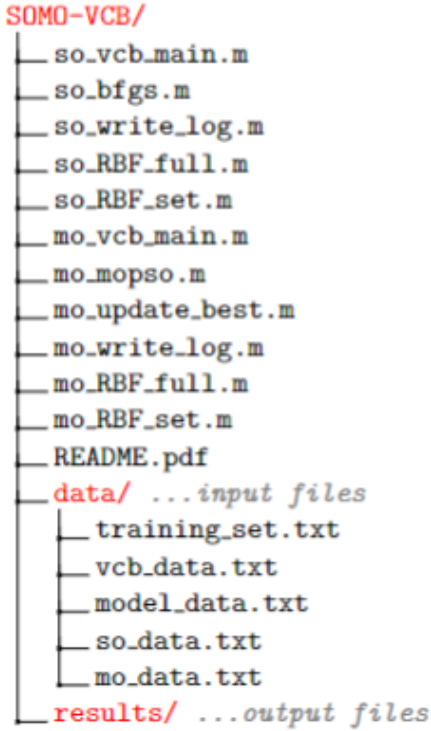 SOMO-VCB/
so_vcb_main.m
so_bfgs.m
so_write_log.m
so_RBF_full.m
so_RBF_set.m
mo_vcb_main.m
mo_mopso.m
mo_update_best.m
mo_write_log.m
mo_RBF_full.m
mo_RBF_set.m
README.pdf
data/ ...input files
training_set.txt
vcb_data.txt
model_data.txt
so_data.txt
mo_data.txt
results/ ...output files